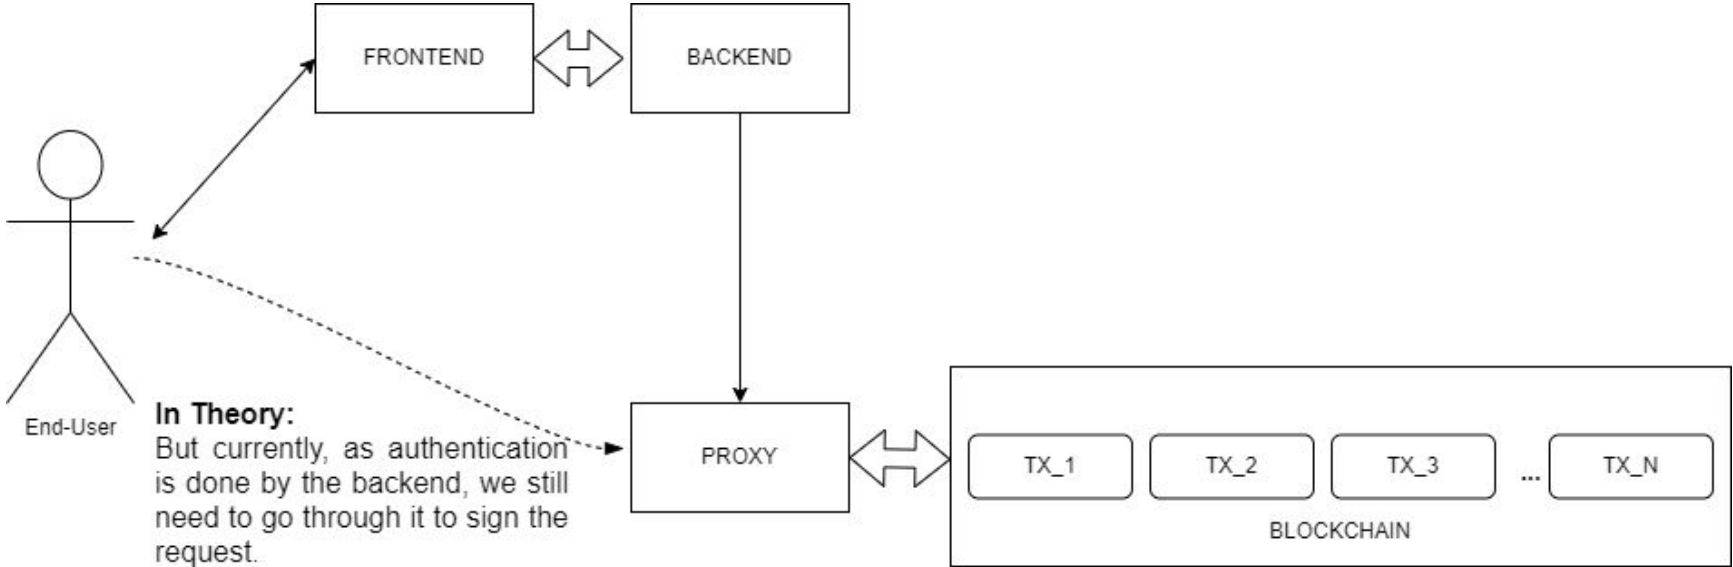 FRONTEND
BACKEND
End-User
In Theory:
But currently, as authentication
is done by the backend, we still
need to go through it to sign the
request.
PROXY
TX_1
TX_2
TX_3
...
TX_N
BLOCKCHAIN